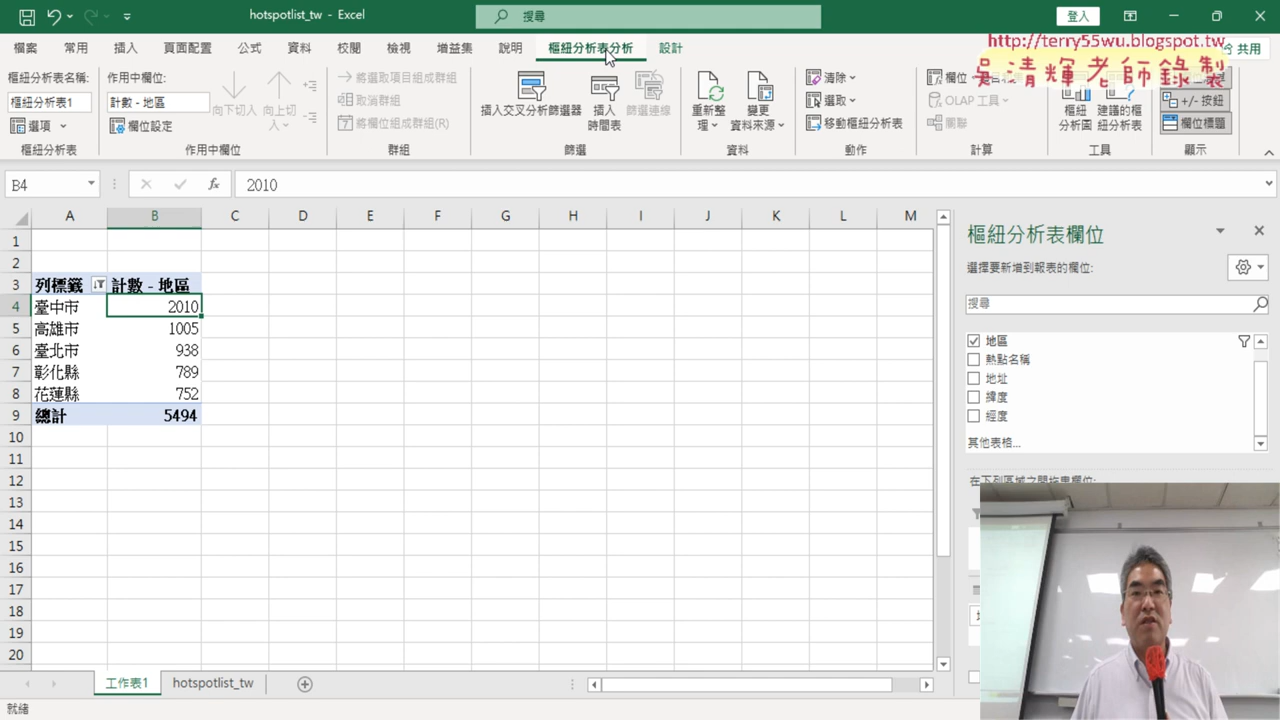 hotspotlist_tw - Excel
搜尋
登入
檔案 常用 插入 頁面配置 公式 資料 校閱 檢視 增益集 說明 樞紐分析表分析 設計
共用
http://terry55wu.blogspot.tw
吳清輝老師錄製
樞紐分析表名稱: 作用中欄位:
樞紐分析表1 計數 - 地區
選項 欄位設定
向下切入 向上切入
將選取項目組成群組
取消群組
將欄位組成群組(R)
插入交叉分析篩選器 插入時間表 篩選連線
重新整理 變更資料來源
清除
選取
移動樞紐分析表
欄位
OLAP 工具
關聯
樞紐分析圖 建議的樞紐分析表
+/- 按鈕
欄位標題
樞紐分析表 作用中欄位 群組 篩選 資料 動作 計算 工具 顯示
B4 fx 2010
A B C D E F G H I J K L M
1
2
3 列標籤 計數 - 地區
4 臺中市 2010
5 高雄市 1005
6 臺北市 938
7 彰化縣 789
8 花蓮縣 752
9 總計 5494
10
11
12
13
14
15
16
17
18
19
20
樞紐分析表欄位
選擇要新增到報表的欄位:
搜尋
地區
熱點名稱
地址
緯度
經度
其他表格...
在下列區域之間拖曳欄位:
工作表1 hotspotlist_tw
就緒